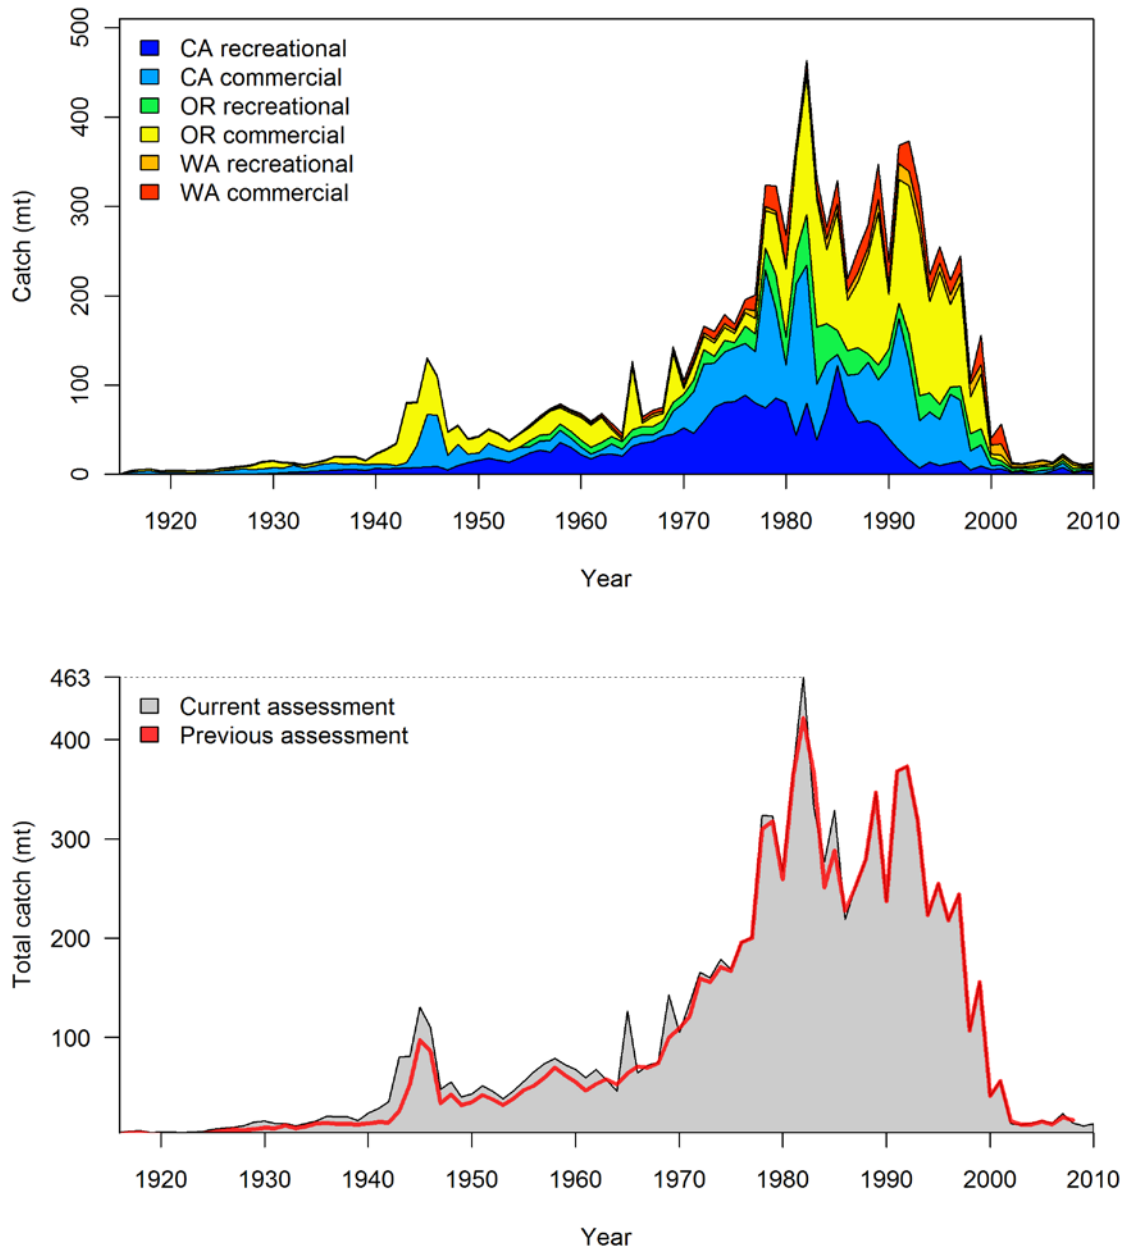 500
400
300
200
100
0
Catch (mt)
CA recreational
CA commercial
OR recreational
OR commercial
WA recreational
WA commercial
1920 1930 1940 1950 1960 1970 1980 1990 2000 2010
Year
463
400
300
200
100
Total catch (mt)
Current assessment
Previous assessment
1920 1930 1940 1950 1960 1970 1980 1990 2000 2010
Year